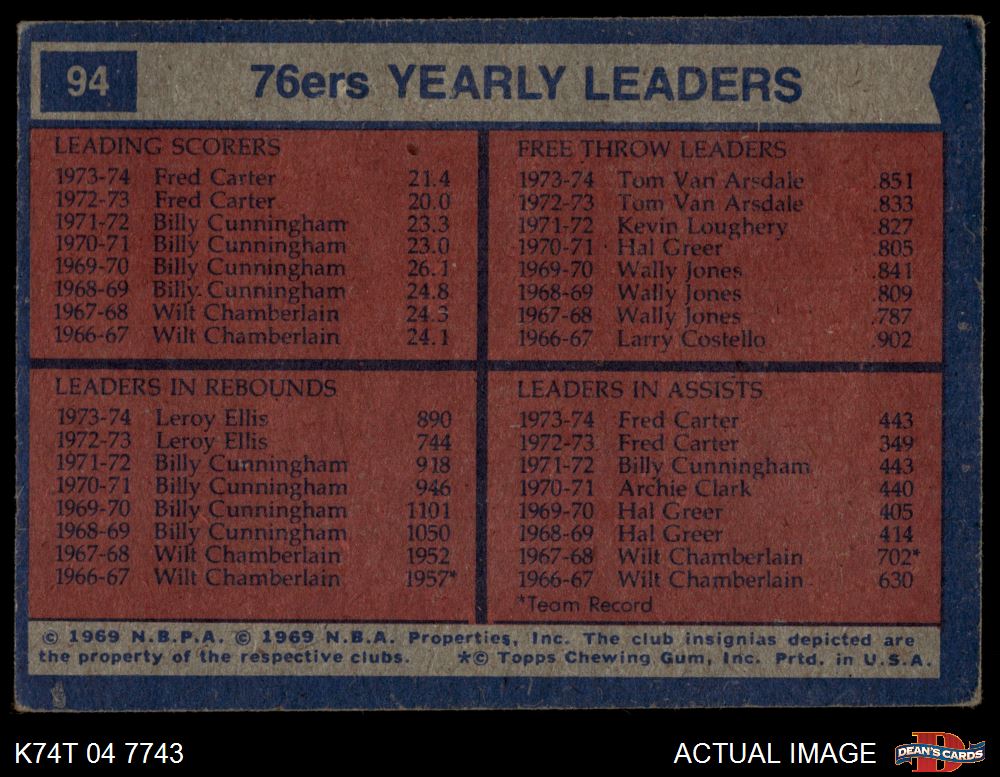 94
76ers YEARLY LEADERS
LEADING SCORERS
1973-74 Fred Carter 21.4
1972-73 Fred Carter 20.0
1971-72 Billy Cunningham 23.3
1970-71 Billy Cunningham 23.0
1969-70 Billy Cunningham 26.1
1968-69 Billy Cunningham 24.8
1967-68 Wilt Chamberlain 24.3
1966-67 Wilt Chamberlain 24.1
FREE THROW LEADERS
1973-74 Tom Van Arsdale .851
1972-73 Tom Van Arsdale .833
1971-72 Kevin Loughery .827
1970-71 Hal Greer .805
1969-70 Wally Jones .841
1968-69 Wally Jones .809
1967-68 Wally Jones .787
1966-67 Larry Costello .902
LEADERS IN REBOUNDS
1973-74 Leroy Ellis 890
1972-73 Leroy Ellis 744
1971-72 Billy Cunningham 918
1970-71 Billy Cunningham 946
1969-70 Billy Cunningham 1101
1968-69 Billy Cunningham 1050
1967-68 Wilt Chamberlain 1952
1966-67 Wilt Chamberlain 1957*
LEADERS IN ASSISTS
1973-74 Fred Carter 443
1972-73 Fred Carter 349
1971-72 Billy Cunningham 443
1970-71 Archie Clark 440
1969-70 Hal Greer 405
1968-69 Hal Greer 414
1967-68 Wilt Chamberlain 702*
1966-67 Wilt Chamberlain 630
*Team Record
© 1969 N.B.P.A. © 1969 N.B.A. Properties, Inc. The club insignias depicted are
the property of the respective clubs. *© Topps Chewing Gum, Inc. Prtd. in U.S.A.
K74T 04 7743
ACTUAL IMAGE
D
DEAN'S CARDS